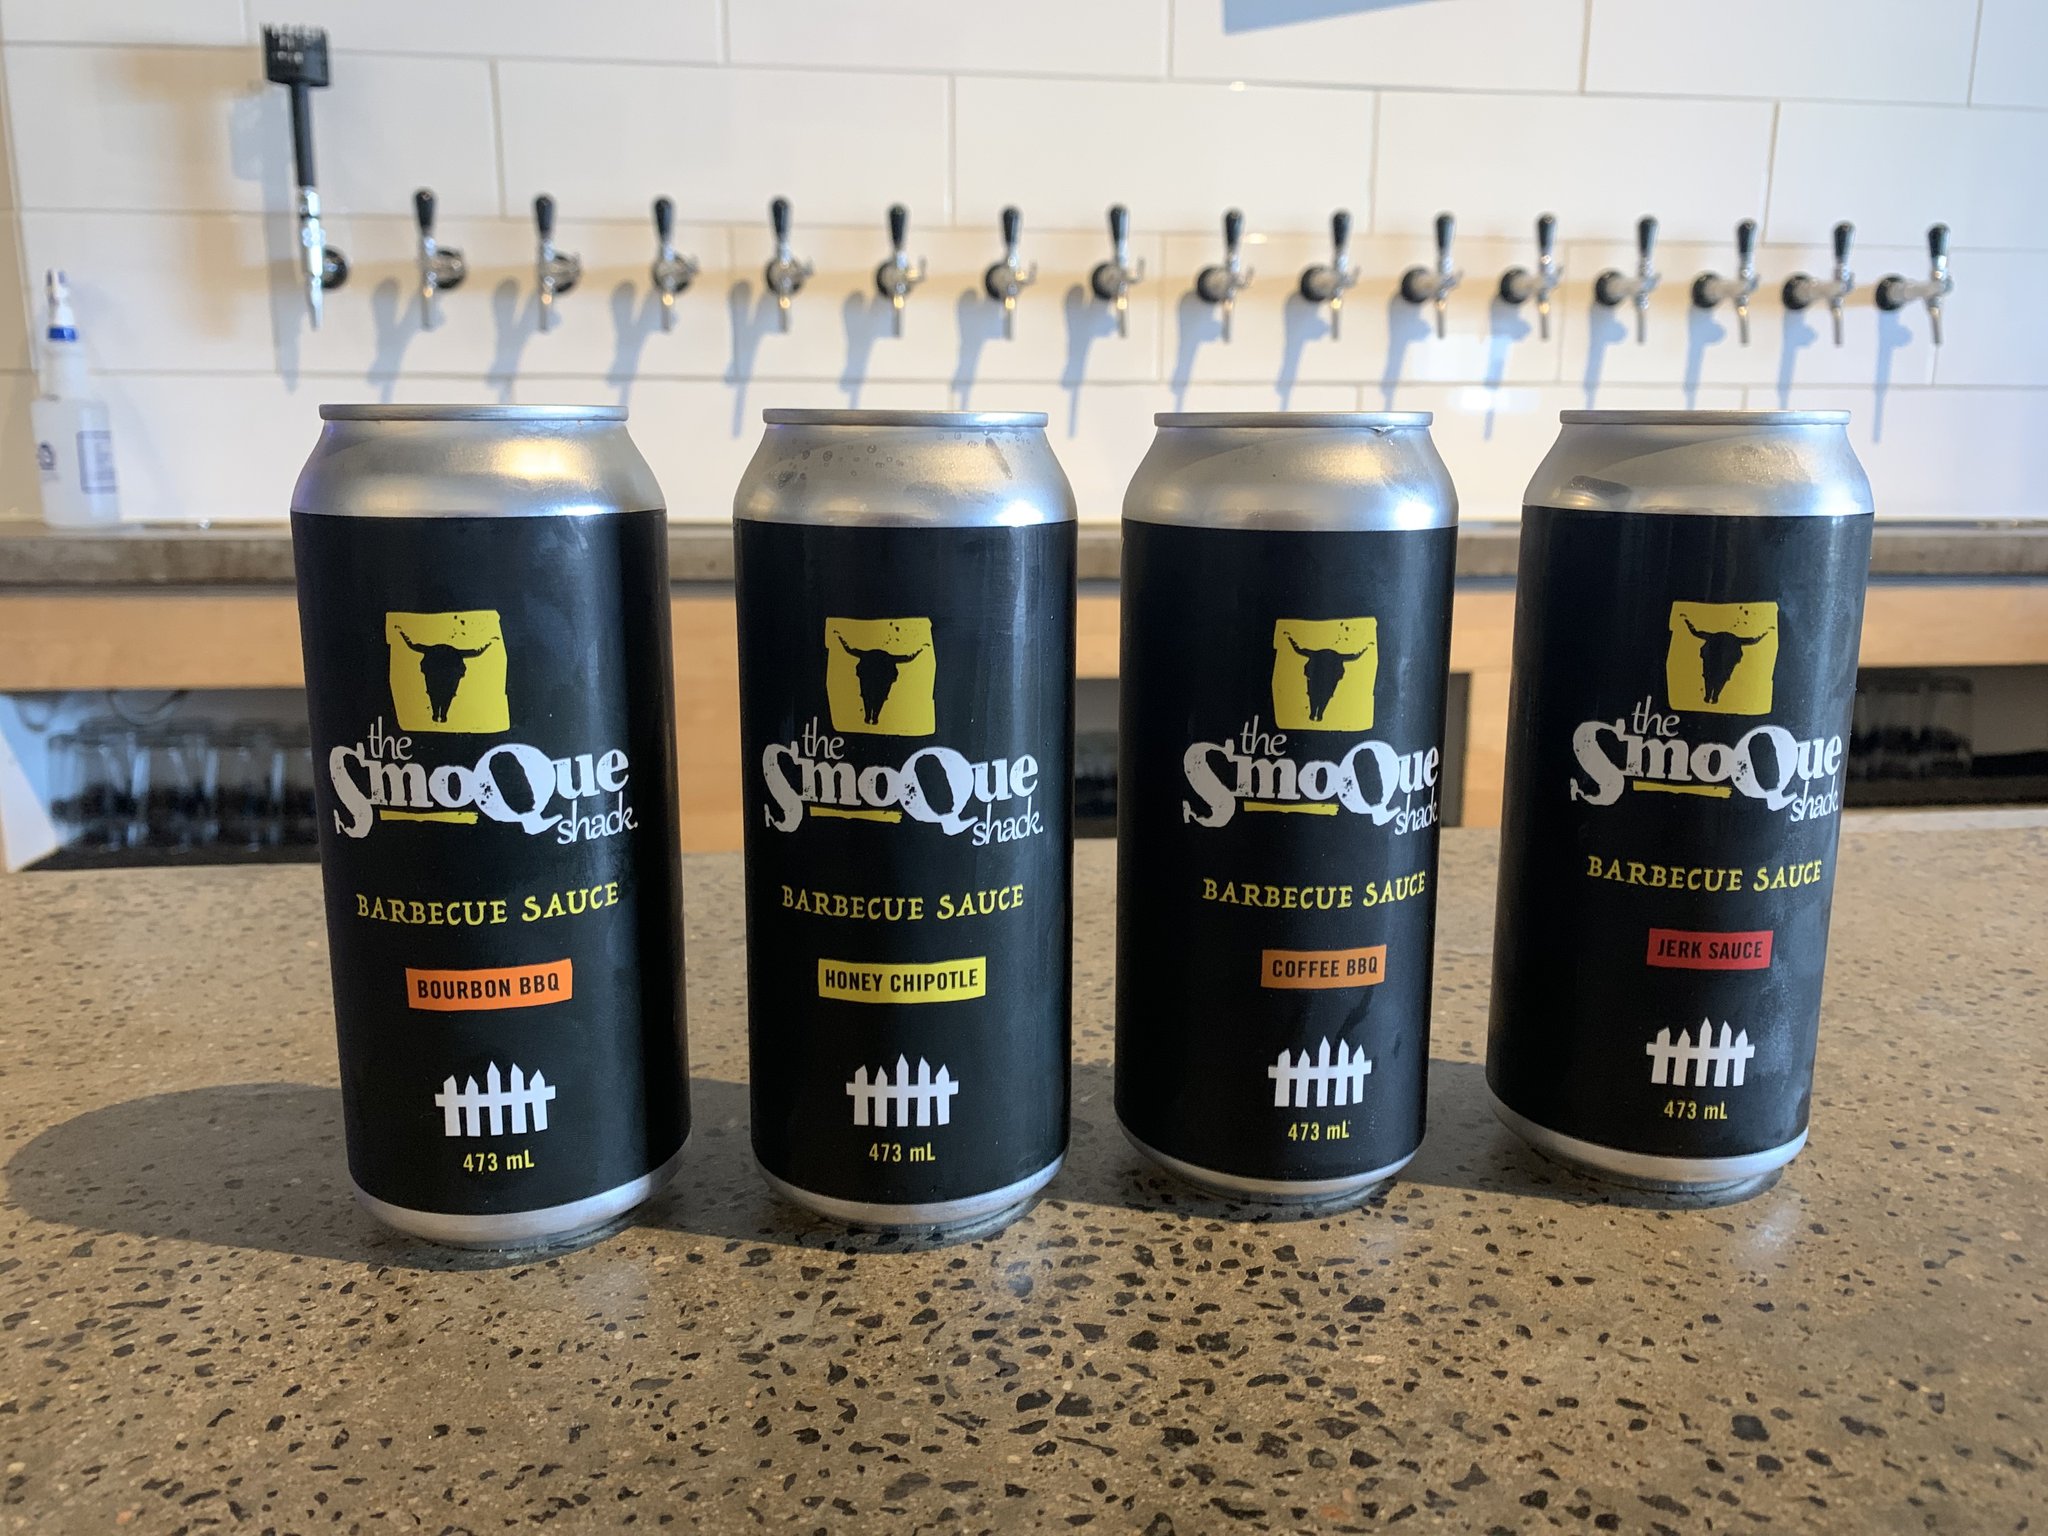 the
SmoQue
shack.
BARBECUE SAUCE
BOURBON BBQ
473 mL
the
SmoQue
shack.
BARBECUE SAUCE
HONEY CHIPOTLE
473 mL
the
SmoQue
shack.
BARBECUE SAUCE
COFFEE BBQ
473 mL
the
SmoQue
shack.
BARBECUE SAUCE
JERK SAUCE
473 mL